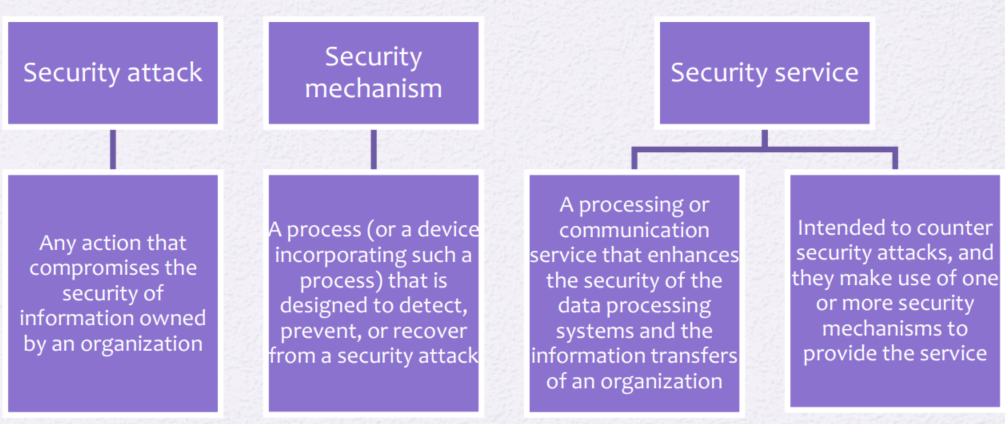 Security attack
Security
mechanism
Security service
Any action that
compromises the
security of
information owned
by an organization
A process (or a device
incorporating such a
process) that is
designed to detect,
prevent, or recover
from a security attack
A processing or
communication
service that enhances
the security of the
data processing
systems and the
information transfers
of an organization
Intended to counter
security attacks, and
they make use of one
or more security
mechanisms to
provide the service